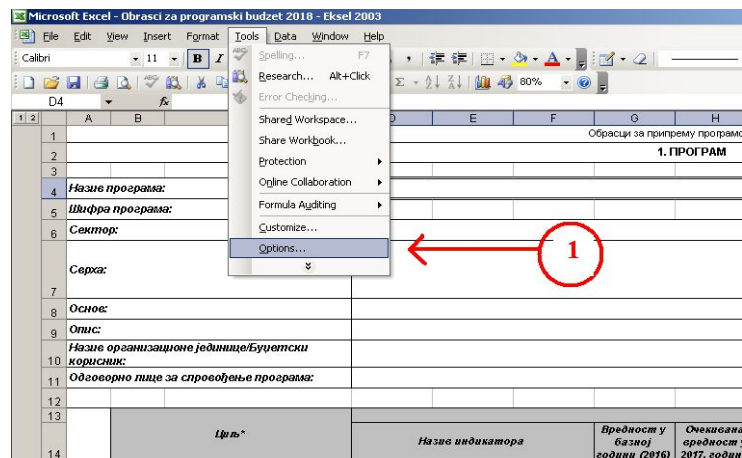 Microsoft Excel - Obrasci za programski budzet 2018 - Eksel 2003
File Edit View Insert Format Tools Data Window Help
Calibri 11 B I
Spelling... F7
Research... Alt+Click
Error Checking...
Shared Workspace...
Share Workbook...
Protection
Online Collaboration
Formula Auditing
Customize...
Options...
80%
D4 fx
1 2 A B E F G H
1 Обрасци за припрему програмс
2 1. ПРОГРАМ
3
4 Назив програма:
5 Шифра програма:
6 Сектор:
7 Сврха:
8 Основ:
9 Опис:
Назив организационе јединице/Буџетски
10 корисник:
11 Одговорно лице за спровођење програма:
12
13
14 Циљ* Назив индикатора
Вредност у
базној
години (2016)
Очекивана
вредност у
2017. годин
1